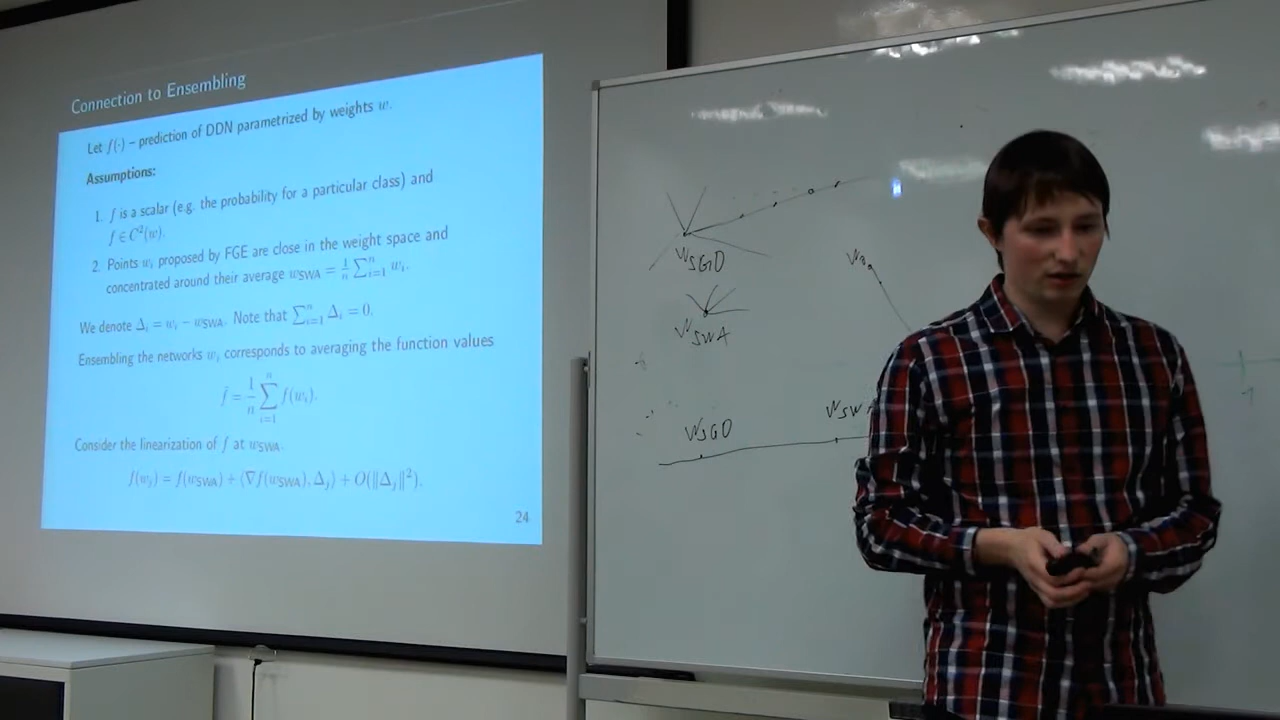 Connection to Ensembling
Let f(·) – prediction of DDN parametrized by weights w.
Assumptions:
1. f is a scalar (e.g. the probability for a particular class) and
f ∈ C²(w).
2. Points wᵢ proposed by FGE are close in the weight space and
concentrated around their average w_SWA = 1/n ∑ⁿᵢ₌₁ wᵢ.
We denote Δᵢ = wᵢ − w_SWA. Note that ∑ⁿᵢ₌₁ Δᵢ = 0.
Ensembling the networks wᵢ corresponds to averaging the function values
f̄ = 1/n ∑ⁿᵢ₌₁ f(wᵢ).
Consider the linearization of f at w_SWA.
f(wⱼ) = f(w_SWA) + ⟨∇f(w_SWA), Δⱼ⟩ + O(‖Δⱼ‖²),
24
W_SGD
W_SWA
W_SGD